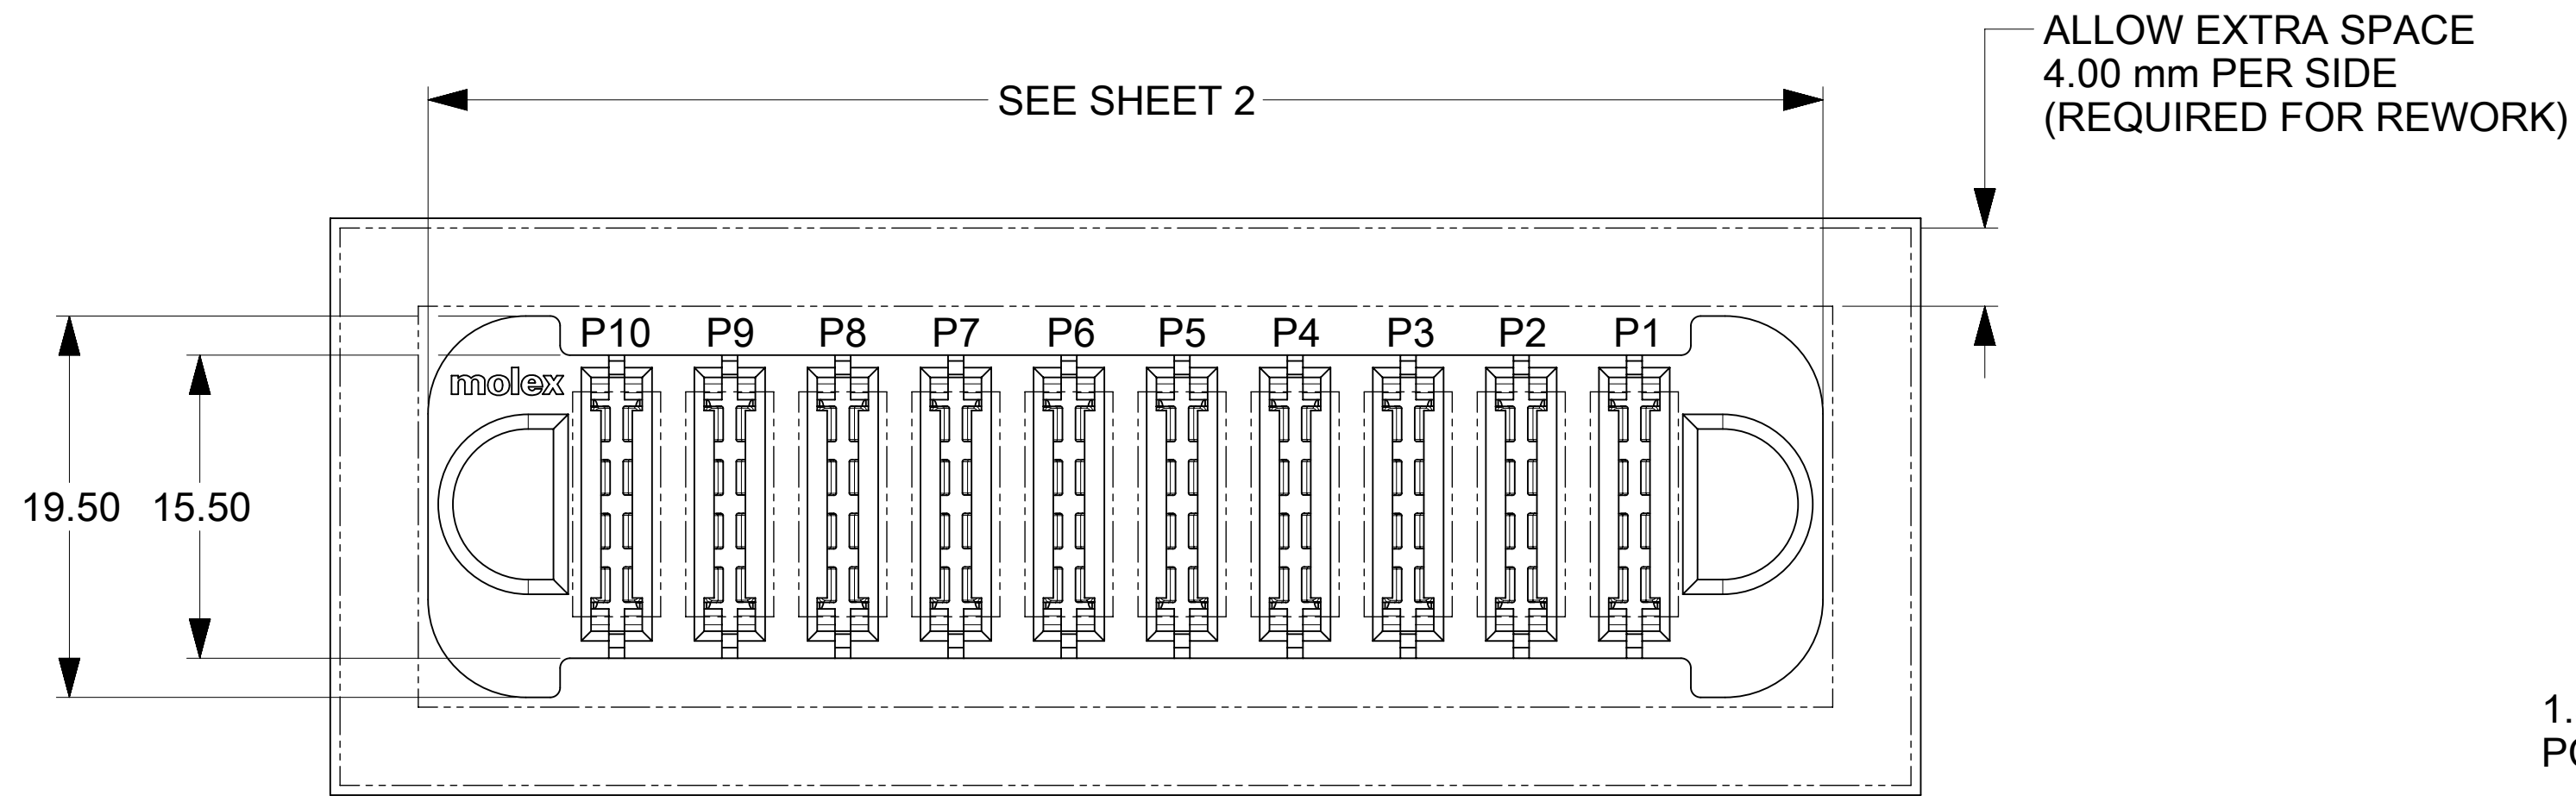 ALLOW EXTRA SPACE
4.00 mm PER SIDE
(REQUIRED FOR REWORK)
SEE SHEET 2
P10 P9 P8 P7 P6 P5 P4 P3 P2 P1
molex
19.50 15.50
1.